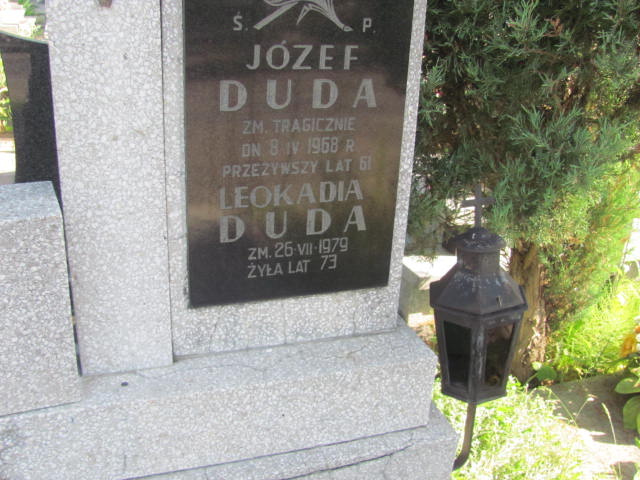 Ś. P.
JÓZEF
DUDA
ZM. TRAGICZNIE
DN 8 IV 1968 R
PRZEŻYWSZY LAT 61
LEOKADIA
DUDA
ZM. 26·VII·1979
ŻYŁA LAT 73